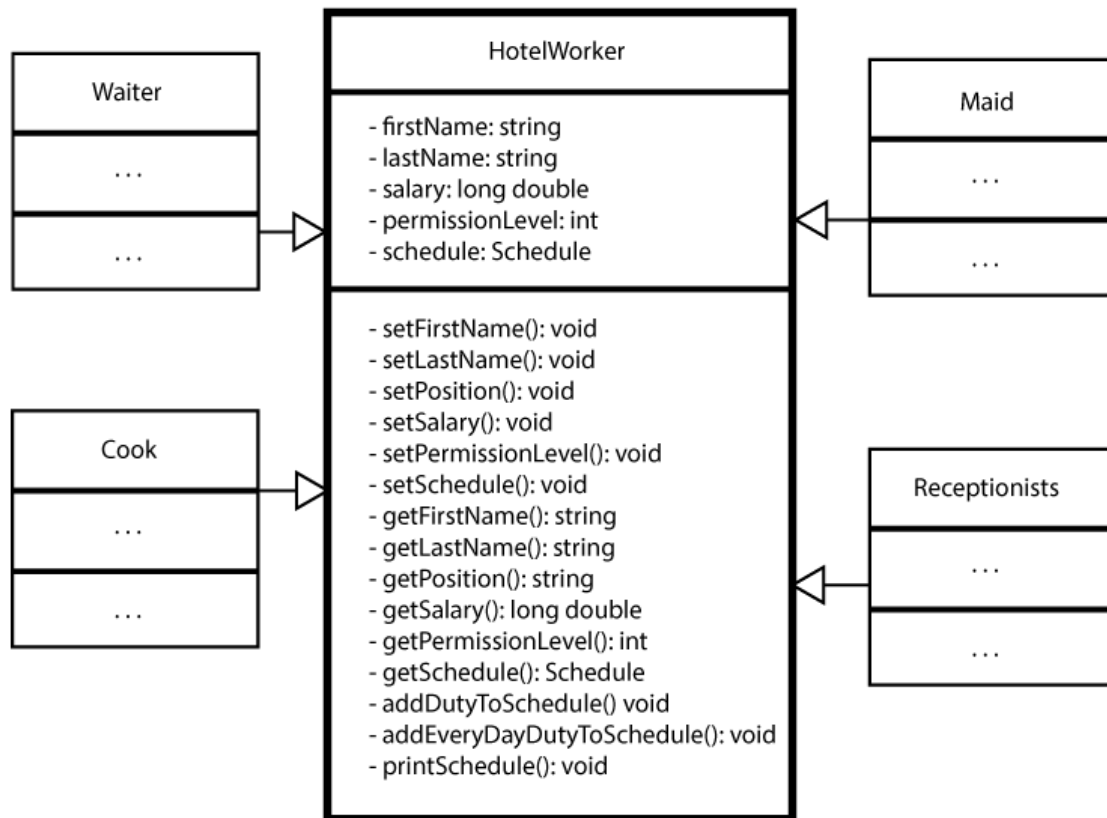 Waiter
...
...
Cook
...
...
HotelWorker
- firstName: string
- lastName: string
- salary: long double
- permissionLevel: int
- schedule: Schedule
- setFirstName(): void
- setLastName(): void
- setPosition(): void
- setSalary(): void
- setPermissionLevel(): void
- setSchedule(): void
- getFirstName(): string
- getLastName(): string
- getPosition(): string
- getSalary(): long double
- getPermissionLevel(): int
- getSchedule(): Schedule
- addDutyToSchedule() void
- addEveryDayDutyToSchedule(): void
- printSchedule(): void
Maid
...
...
Receptionists
...
...